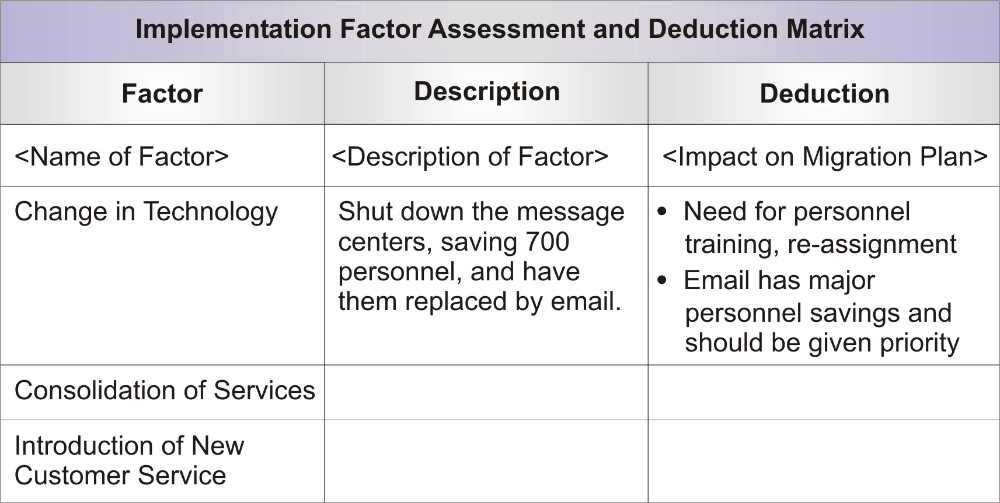 Implementation Factor Assessment and Deduction Matrix
Factor
Description
Deduction
<Name of Factor>
<Description of Factor>
<Impact on Migration Plan>
Change in Technology
Shut down the message
centers, saving 700
personnel, and have
them replaced by email.
• Need for personnel
training, re-assignment
• Email has major
personnel savings and
should be given priority
Consolidation of Services
Introduction of New
Customer Service